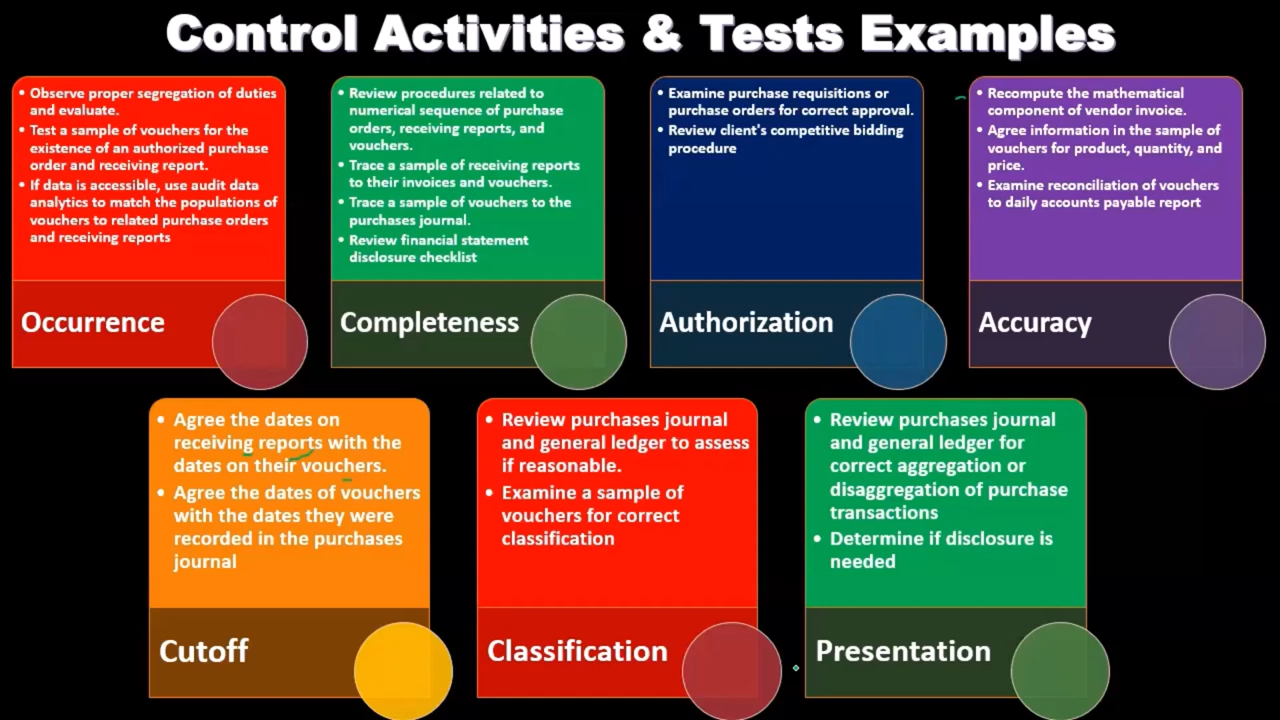 Control Activities & Tests Examples
• Observe proper segregation of duties
and evaluate.
• Test a sample of vouchers for the
existence of an authorized purchase
order and receiving report.
• If data is accessible, use audit data
analytics to match the populations of
vouchers to related purchase orders
and receiving reports
Occurrence
• Review procedures related to
numerical sequence of purchase
orders, receiving reports, and
vouchers.
• Trace a sample of receiving reports
to their invoices and vouchers.
• Trace a sample of vouchers to the
purchases journal.
• Review financial statement
disclosure checklist
Completeness
• Examine purchase requisitions or
purchase orders for correct approval.
• Review client's competitive bidding
procedure
Authorization
• Recompute the mathematical
component of vendor invoice.
• Agree information in the sample of
vouchers for product, quantity, and
price.
• Examine reconciliation of vouchers
to daily accounts payable report
Accuracy
• Agree the dates on
receiving reports with the
dates on their vouchers.
• Agree the dates of vouchers
with the dates they were
recorded in the purchases
journal
Cutoff
• Review purchases journal
and general ledger to assess
if reasonable.
• Examine a sample of
vouchers for correct
classification
Classification
• Review purchases journal
and general ledger for
correct aggregation or
disaggregation of purchase
transactions
• Determine if disclosure is
needed
Presentation